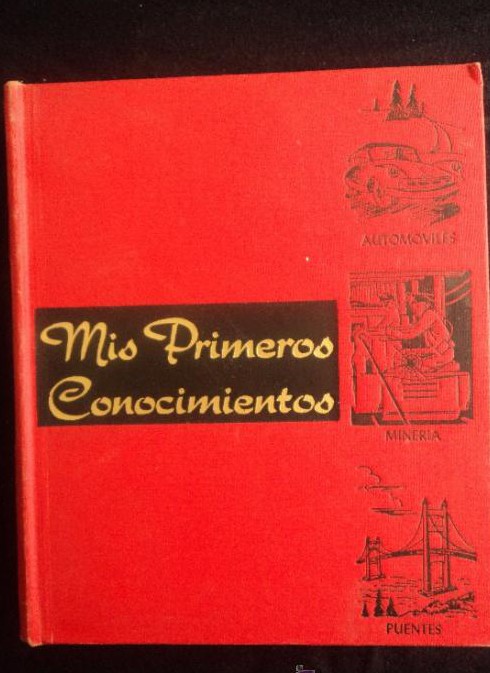 AUTOMOVILES
Mis Primeros
Conocimientos
MINERIA
PUENTES